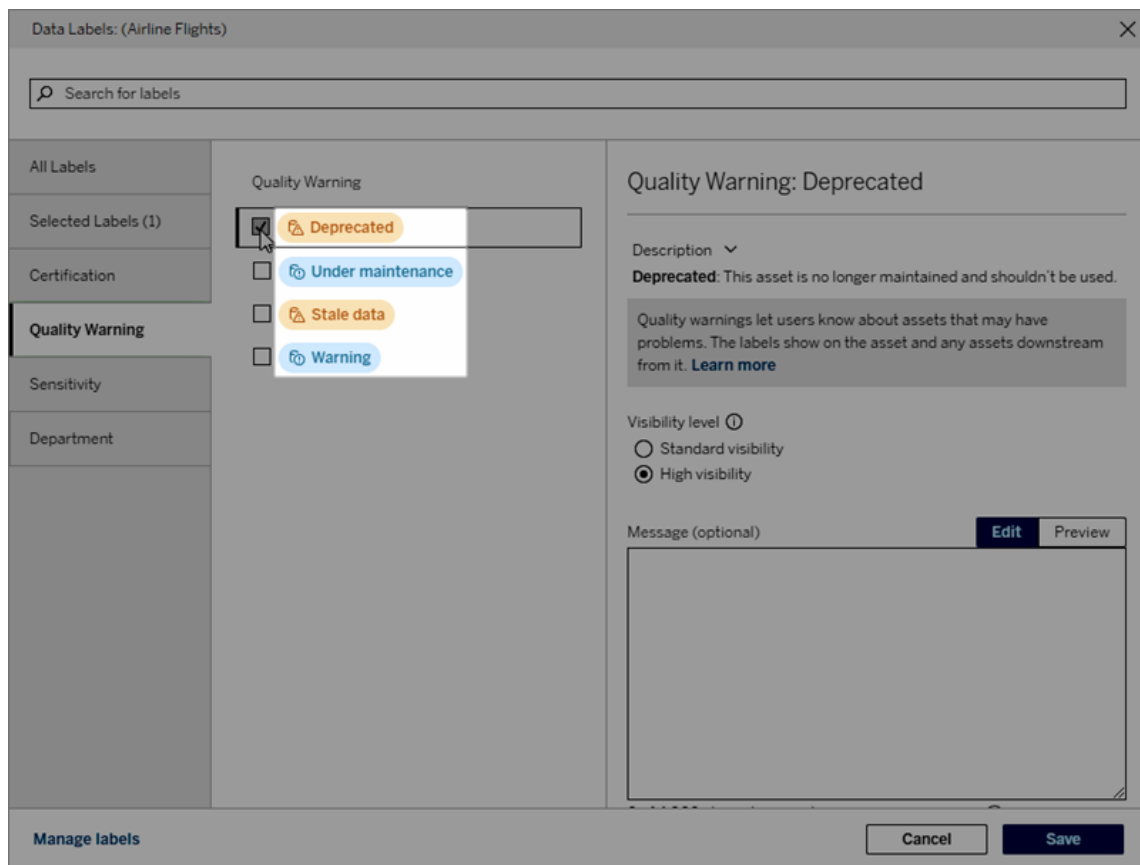 Data Labels: (Airline Flights)
Search for labels
All Labels
Selected Labels (1)
Certification
Quality Warning
Sensitivity
Department
Quality Warning
Deprecated
Under maintenance
Stale data
Warning
Quality Warning: Deprecated
Description
Deprecated: This asset is no longer maintained and shouldn't be used.
Quality warnings let users know about assets that may have
problems. The labels show on the asset and any assets downstream
from it. Learn more
Visibility level
Standard visibility
High visibility
Message (optional)
Edit
Preview
Manage labels
Cancel
Save